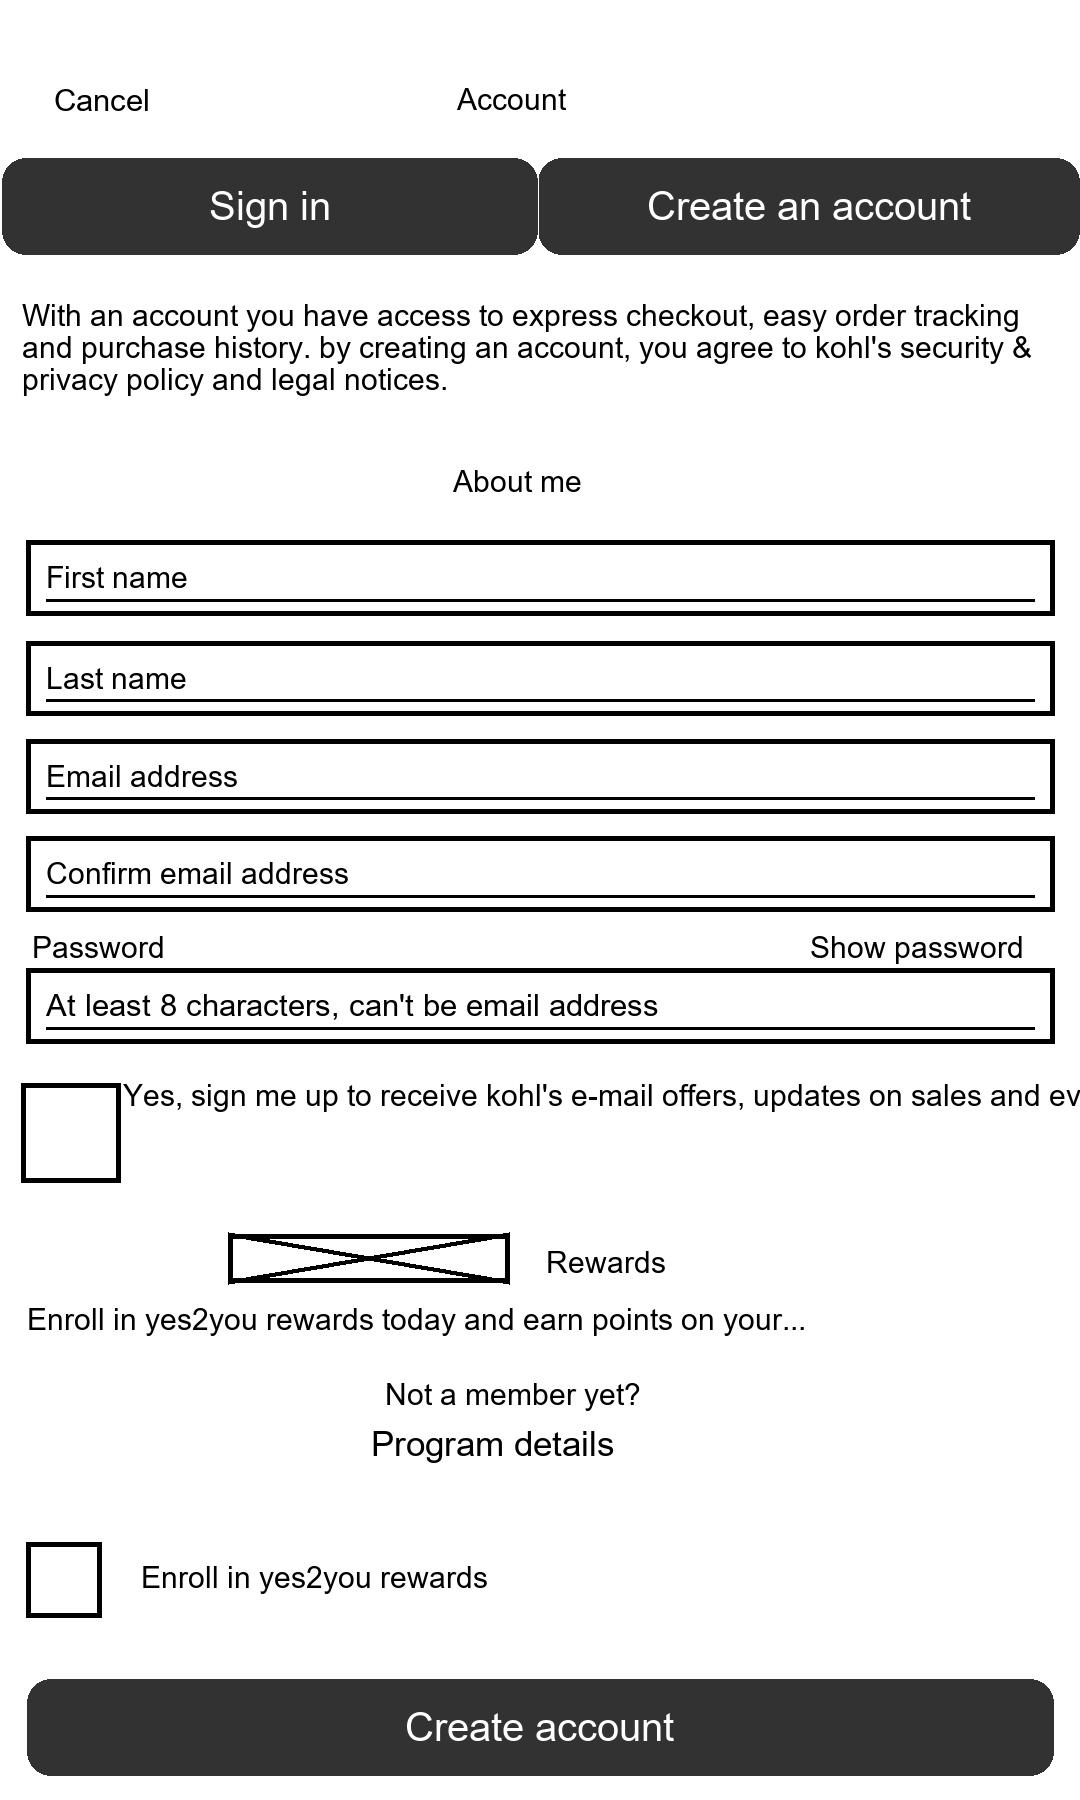 Cancel
Account
Sign in
Create an account
With an account you have access to express checkout, easy order tracking
and purchase history. by creating an account, you agree to kohl's security &
privacy policy and legal notices.
About me
First name
Last name
Email address
Confirm email address
Password
Show password
At least 8 characters, can't be email address
Yes, sign me up to receive kohl's e-mail offers, updates on sales and
Rewards
Enroll in yes2you rewards today and earn points on your...
Not a member yet?
Program details
Enroll in yes2you rewards
Create account